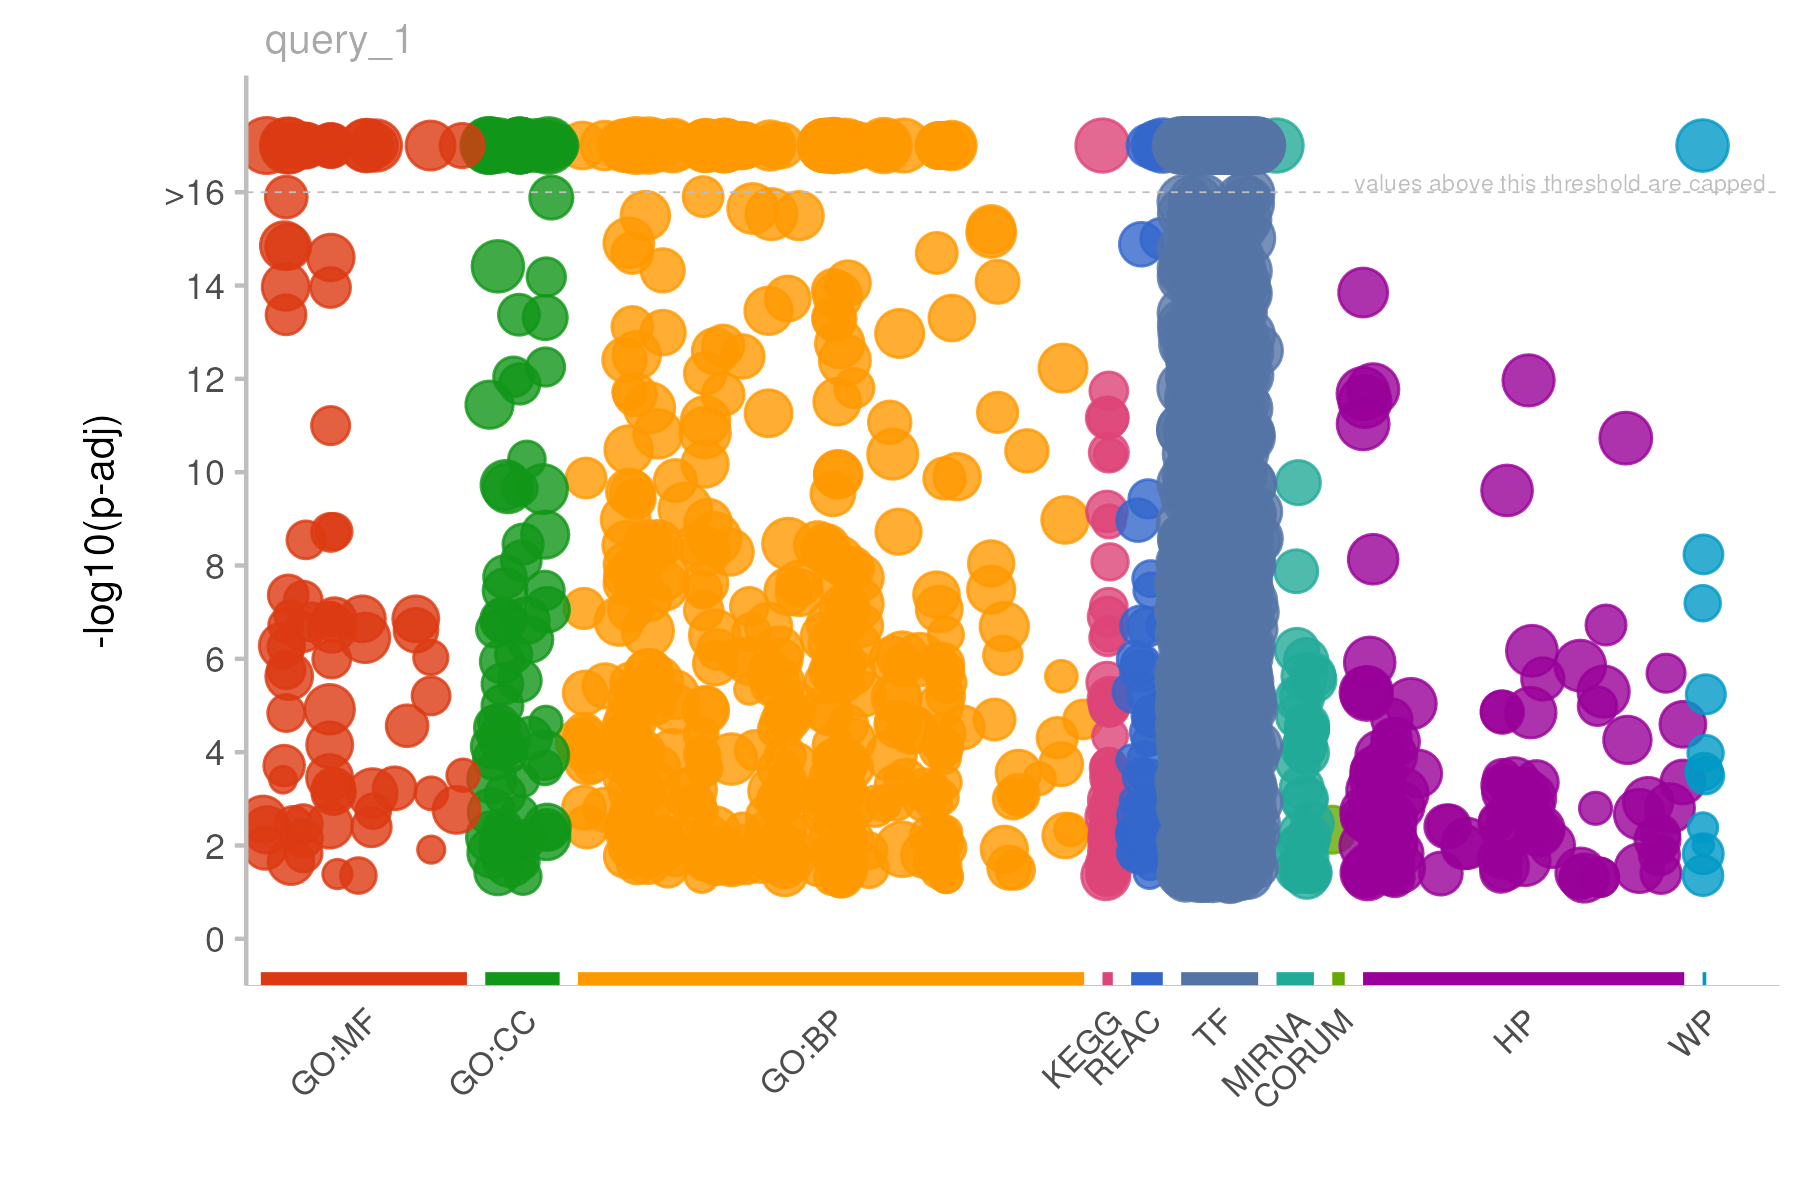 query_1
-log10(p-adj)
>16
values above this threshold are capped
14
12
10
8
6
4
2
0
GO:MF
GO:CC
GO:BP
KEGG
REAC
TF
MIRNA
CORUM
HP
WP